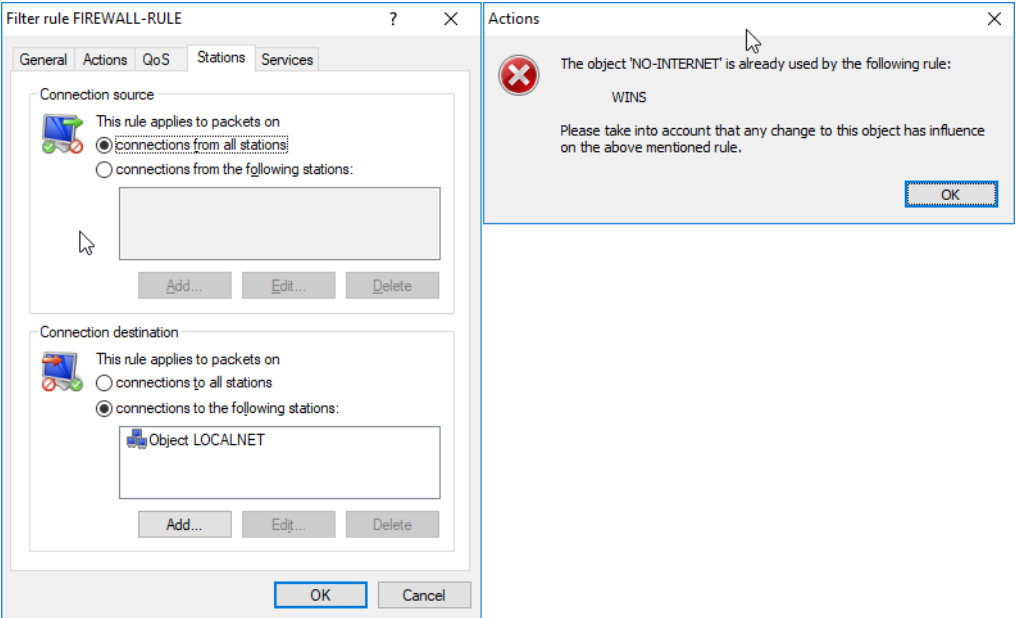 Filter rule FIREWALL-RULE
?
General Actions QoS Stations Services
Connection source
This rule applies to packets on
connections from all stations
connections from the following stations:
Add... Edit... Delete
Connection destination
This rule applies to packets on
connections to all stations
connections to the following stations:
Object LOCALNET
Add... Edit... Delete
OK Cancel
Actions
The object 'NO-INTERNET' is already used by the following rule:
WINS
Please take into account that any change to this object has influence
on the above mentioned rule.
OK